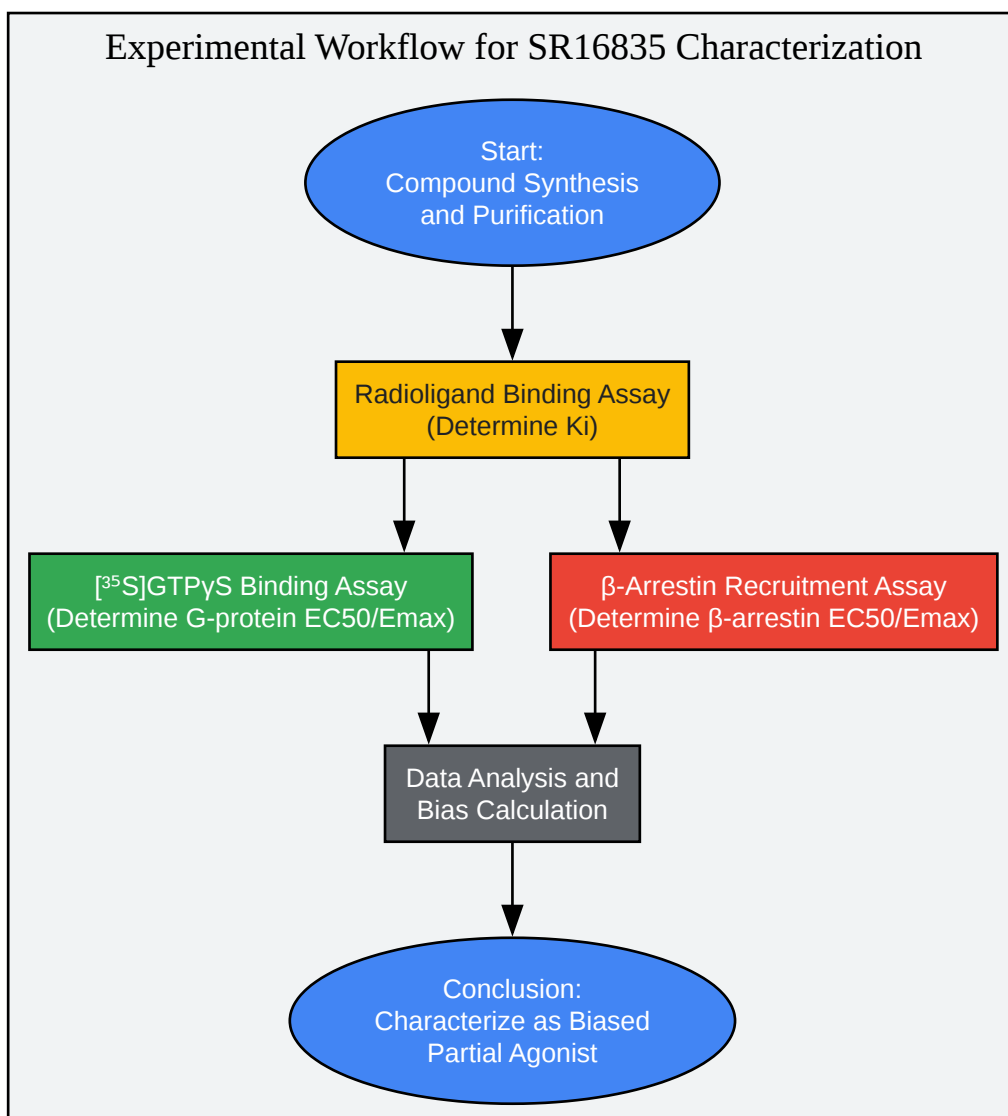 Experimental Workflow for SR16835 Characterization
Start:
Compound Synthesis
and Purification
Radioligand Binding Assay
(Determine Ki)
[³⁵S]GTPγS Binding Assay
(Determine G-protein EC50/Emax)
β-Arrestin Recruitment Assay
(Determine β-arrestin EC50/Emax)
Data Analysis and
Bias Calculation
Conclusion:
Characterize as Biased
Partial Agonist